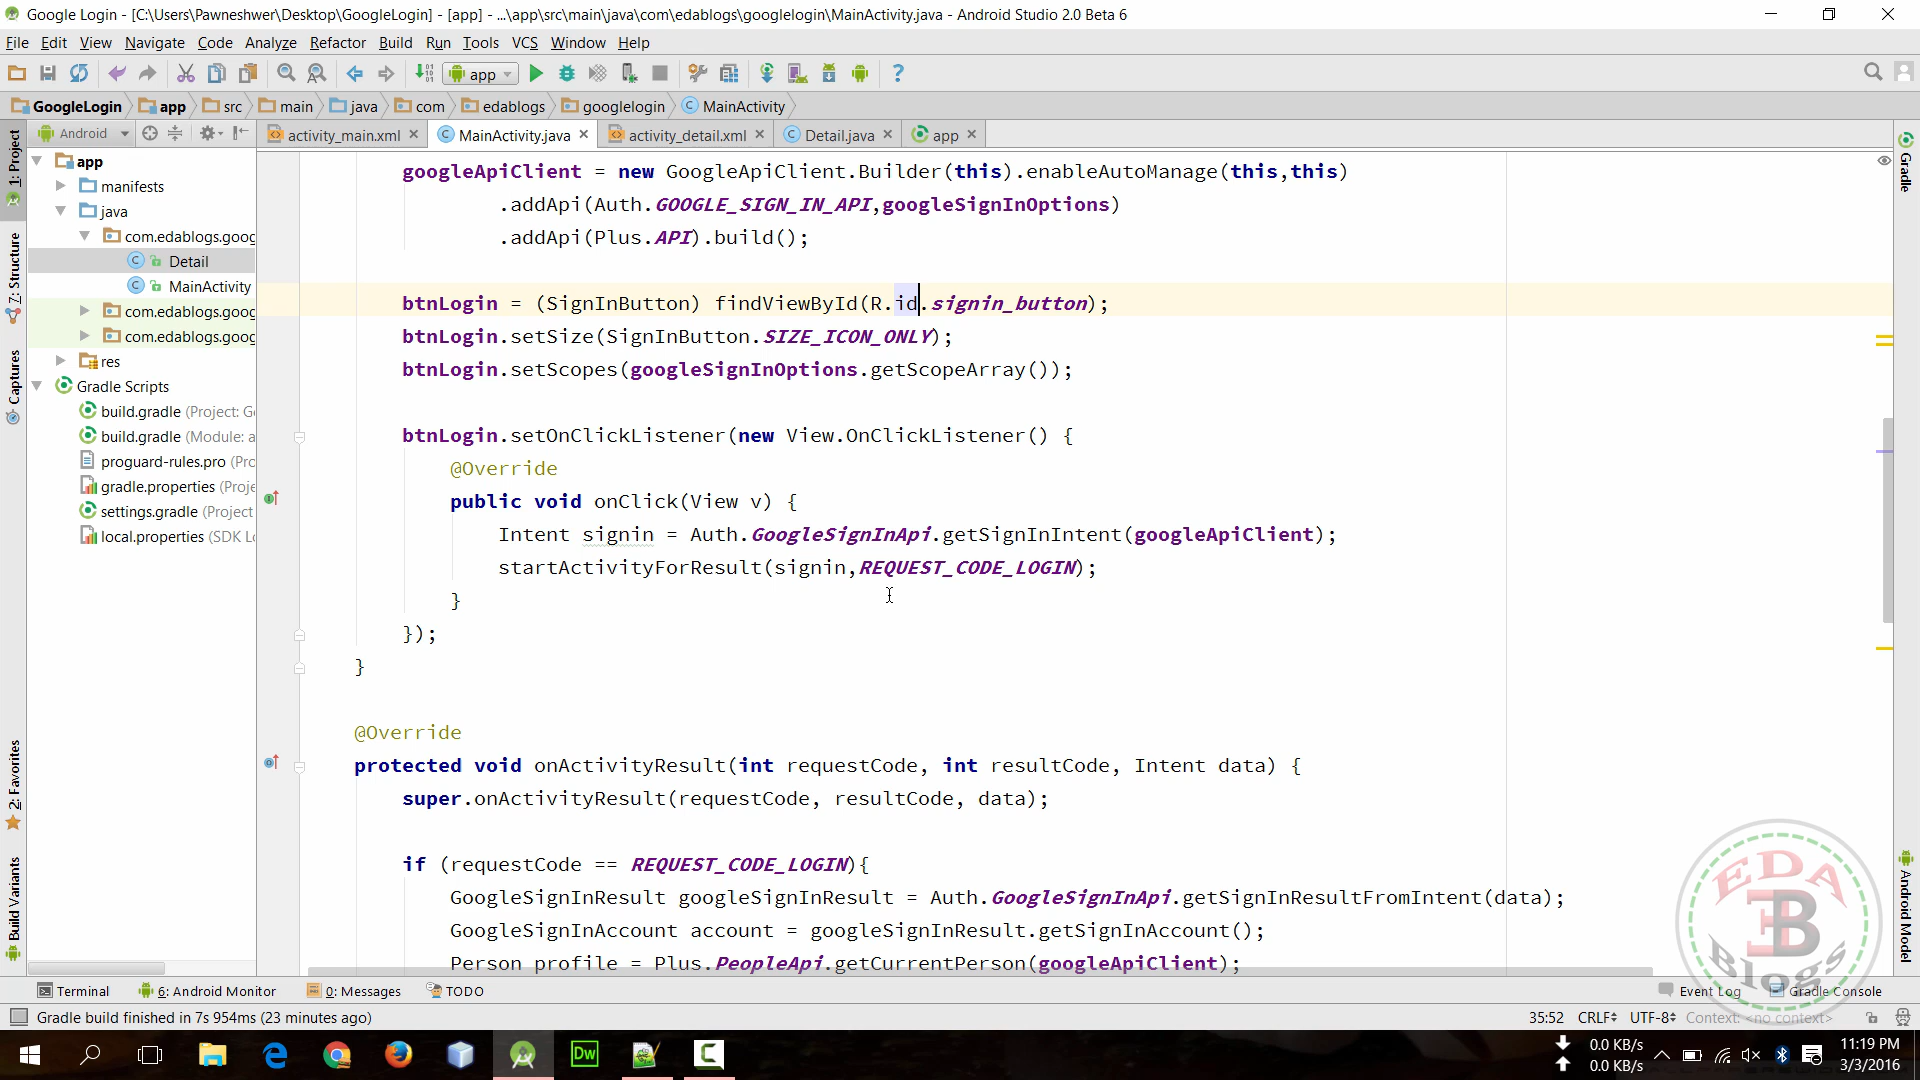 Google Login - [C:\Users\Pawneshwer\Desktop\GoogleLogin] - [app] - ...\app\src\main\java\com\edablogs\googlelogin\MainActivity.java - Android Studio 2.0 Beta 6
File Edit View Navigate Code Analyze Refactor Build Run Tools VCS Window Help
app
GoogleLogin app src main java com edablogs googlelogin MainActivity
Android
activity_main.xml MainActivity.java activity_detail.xml Detail.java app
1: Project
7: Structure
Captures
2: Favorites
Build Variants
app
manifests
java
com.edablogs.goog
Detail
MainActivity
com.edablogs.goog
com.edablogs.goog
res
Gradle Scripts
build.gradle (Project: Go
build.gradle (Module: a
proguard-rules.pro (Pro
gradle.properties (Proje
settings.gradle (Project
local.properties (SDK Lo
googleApiClient = new GoogleApiClient.Builder(this).enableAutoManage(this,this)
.addApi(Auth.GOOGLE_SIGN_IN_API,googleSignInOptions)
.addApi(Plus.API).build();
btnLogin = (SignInButton) findViewById(R.id.signin_button);
btnLogin.setSize(SignInButton.SIZE_ICON_ONLY);
btnLogin.setScopes(googleSignInOptions.getScopeArray());
btnLogin.setOnClickListener(new View.OnClickListener() {
@Override
public void onClick(View v) {
Intent signin = Auth.GoogleSignInApi.getSignInIntent(googleApiClient);
startActivityForResult(signin,REQUEST_CODE_LOGIN);
}
});
}
@Override
protected void onActivityResult(int requestCode, int resultCode, Intent data) {
super.onActivityResult(requestCode, resultCode, data);
if (requestCode == REQUEST_CODE_LOGIN){
GoogleSignInResult googleSignInResult = Auth.GoogleSignInApi.getSignInResultFromIntent(data);
GoogleSignInAccount account = googleSignInResult.getSignInAccount();
Person profile = Plus.PeopleApi.getCurrentPerson(googleApiClient);
Gradle
Android Model
EDA
EB
Blogs
Terminal 6: Android Monitor 0: Messages TODO Event Log Gradle Console
Gradle build finished in 7s 954ms (23 minutes ago) 35:52 CRLF UTF-8 Context: <no context>
Dw
0.0 KB/s
0.0 KB/s
11:19 PM
3/3/2016